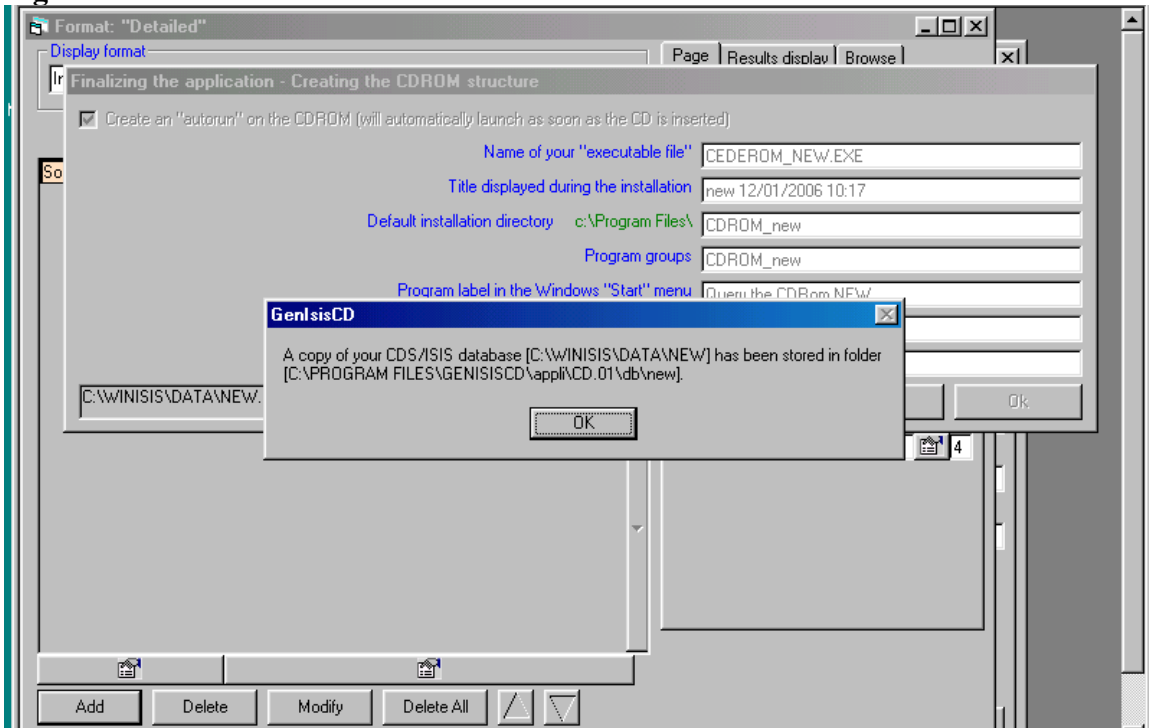 Format: "Detailed"
Display format
Page Results display Browse
Finalizing the application - Creating the CDROM structure
Create an "autorun" on the CDROM (will automatically launch as soon as the CD is inserted)
Name of your "executable file" CEDEROM_NEW.EXE
So
Title displayed during the installation new 12/01/2006 10:17
Default installation directory c:\Program Files\ CDROM_new
Program groups CDROM_new
Program label in the Windows "Start" menu Query the CDRom NEW
GenIsisCD
A copy of your CDS/ISIS database [C:\WINISIS\DATA\NEW] has been stored in folder
[C:\PROGRAM FILES\GENISISCD\appli\CD.01\db\new].
C:\WINISIS\DATA\NEW.
Ok
OK
4
Add Delete Modify Delete All